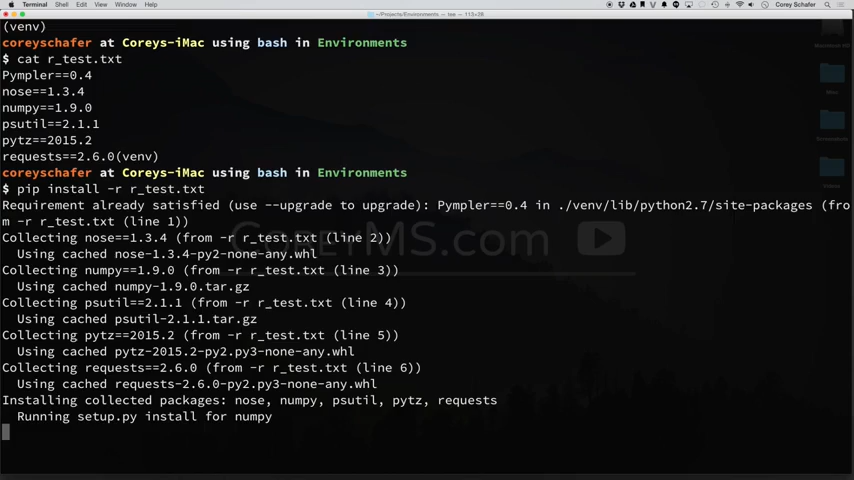 Terminal Shell Edit View Window Help Corey Schafer
~/Projects/Environments — tse — 113×28
(venv)
coreyschafer at Coreys-iMac using bash in Environments
$ cat r_test.txt
Pympler==0.4
nose==1.3.4
numpy==1.9.0
psutil==2.1.1
pytz==2015.2
requests==2.6.0(venv)
coreyschafer at Coreys-iMac using bash in Environments
$ pip install -r r_test.txt
Requirement already satisfied (use --upgrade to upgrade): Pympler==0.4 in ./venv/lib/python2.7/site-packages (fro
m -r r_test.txt (line 1))
Collecting nose==1.3.4 (from -r r_test.txt (line 2))
Using cached nose-1.3.4-py2-none-any.whl
Collecting numpy==1.9.0 (from -r r_test.txt (line 3))
Using cached numpy-1.9.0.tar.gz
Collecting psutil==2.1.1 (from -r r_test.txt (line 4))
Using cached psutil-2.1.1.tar.gz
Collecting pytz==2015.2 (from -r r_test.txt (line 5))
Using cached pytz-2015.2-py2.py3-none-any.whl
Collecting requests==2.6.0 (from -r r_test.txt (line 6))
Using cached requests-2.6.0-py2.py3-none-any.whl
Installing collected packages: nose, numpy, psutil, pytz, requests
Running setup.py install for numpy
CoreyMS.com
Macintosh HD
Screenshots
Videos